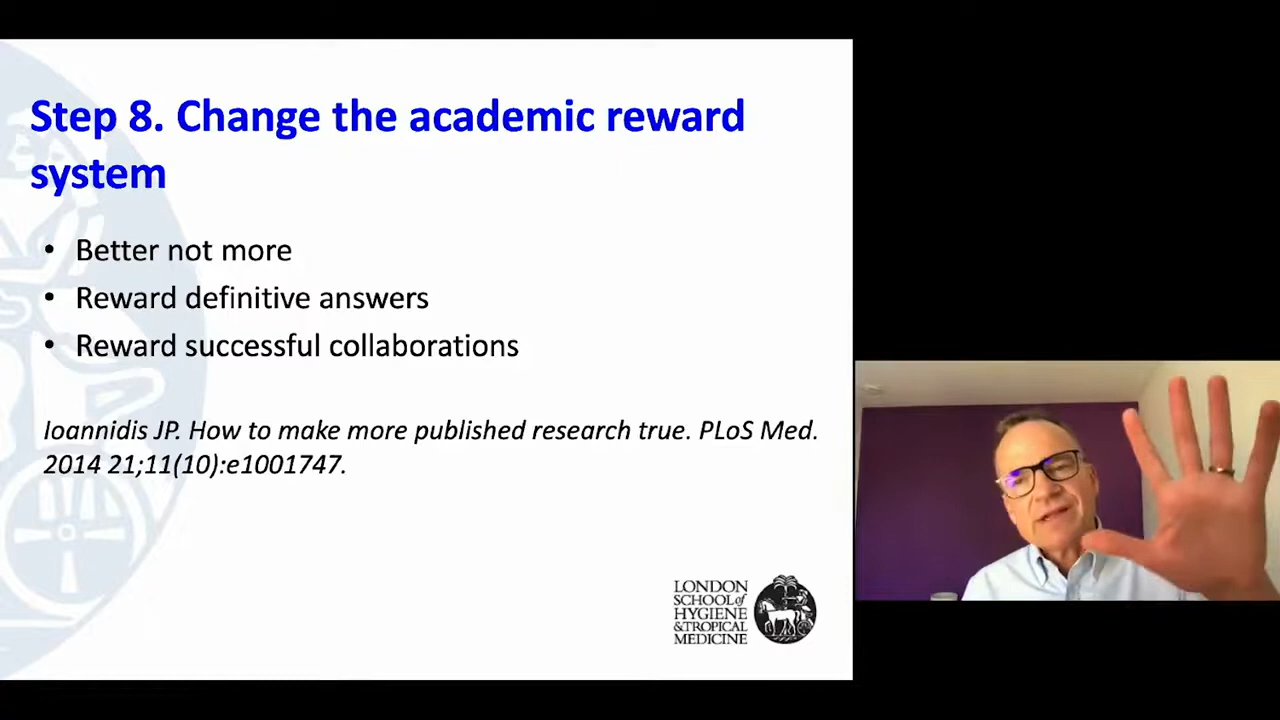 Step 8. Change the academic reward
system
• Better not more
• Reward definitive answers
• Reward successful collaborations
Ioannidis JP. How to make more published research true. PLoS Med.
2014 21;11(10):e1001747.
LONDON
SCHOOL of
HYGIENE
& TROPICAL
MEDICINE